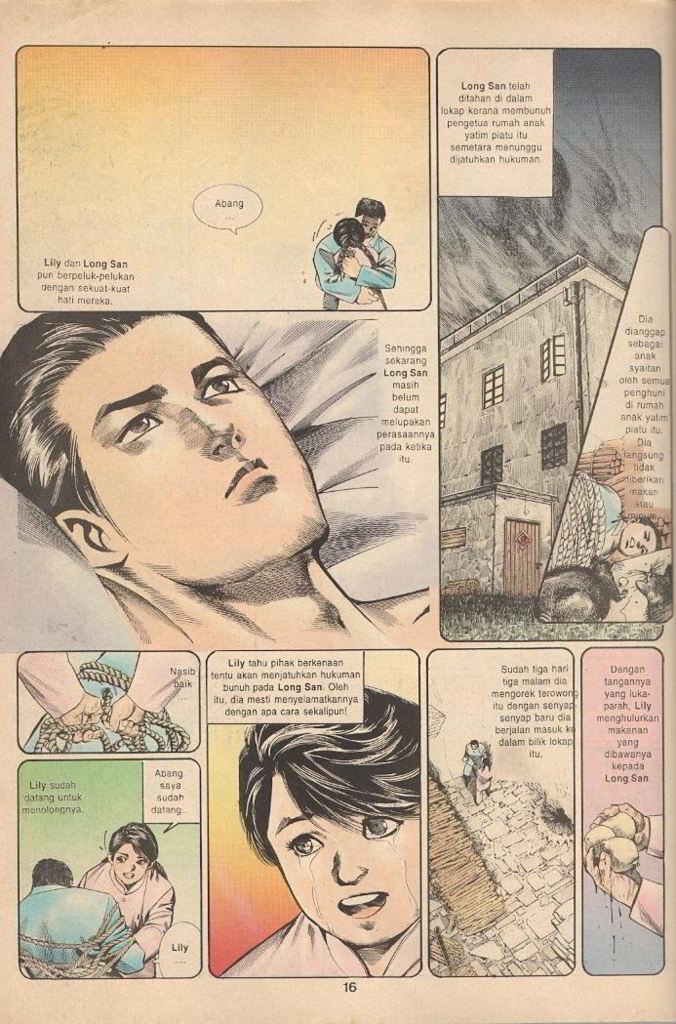 Abang
...
Lily dan Long San
pun berpeluk-pelukan
dengan sekuat-kuat
hati mereka.
Long San telah
ditahan di dalam
lokap kerana membunuh
pengetua rumah anak
yatim piatu itu
semetara menunggu
dijatuhkan hukuman.
Sehingga
sekarang
Long San
masih
belum
dapat
melupakan
perasaannya
pada ketika
itu.
Dia
dianggap
sebagai
anak
syaitan
oleh semua
penghuni
di rumah
anak yatim
piatu itu.
Dia
langsung
tidak
diberikan
makan
atau
minum.
Nasib
baik
....
Abang
saya
sudah
datang..
Lily sudah
datang untuk
menolongnya.
Lily
....
Lily tahu pihak berkenaan
tentu akan menjatuhkan hukuman
bunuh pada Long San. Oleh
itu, dia mesti menyelamatkannya
dengan apa cara sekalipun!
Sudah tiga hari
tiga malam dia
mengorek terowong
itu dengan senyap-
senyap baru dia
berjalan masuk ke
dalam bilik lokap
itu.
Dengan
tangannya
yang luka-
parah, Lily
menghulurkan
makanan
yang
dibawanya
kepada
Long San.
16